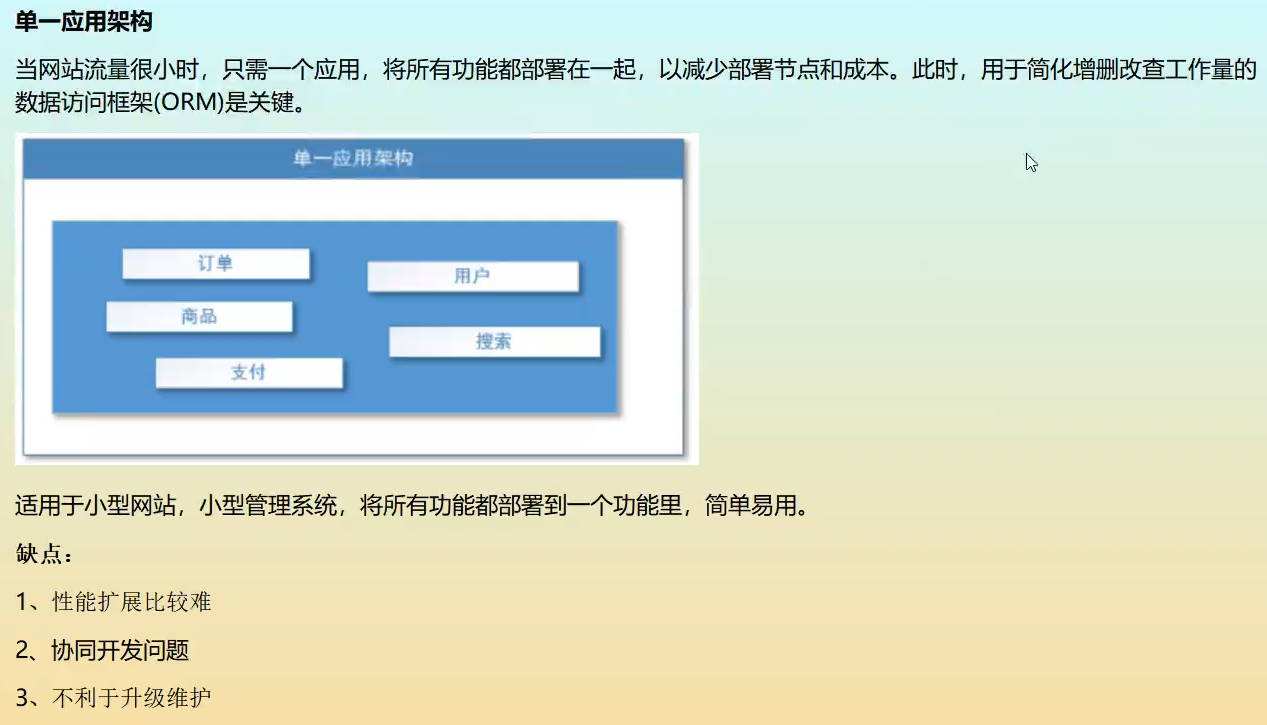 单一应用架构
当网站流量很小时，只需一个应用，将所有功能都部署在一起，以减少部署节点和成本。此时，用于简化增删改查工作量的
数据访问框架(ORM)是关键。
单一应用架构
订单
用户
商品
搜索
支付
适用于小型网站，小型管理系统，将所有功能都部署到一个功能里，简单易用。
缺点：
1、性能扩展比较难
2、协同开发问题
3、不利于升级维护